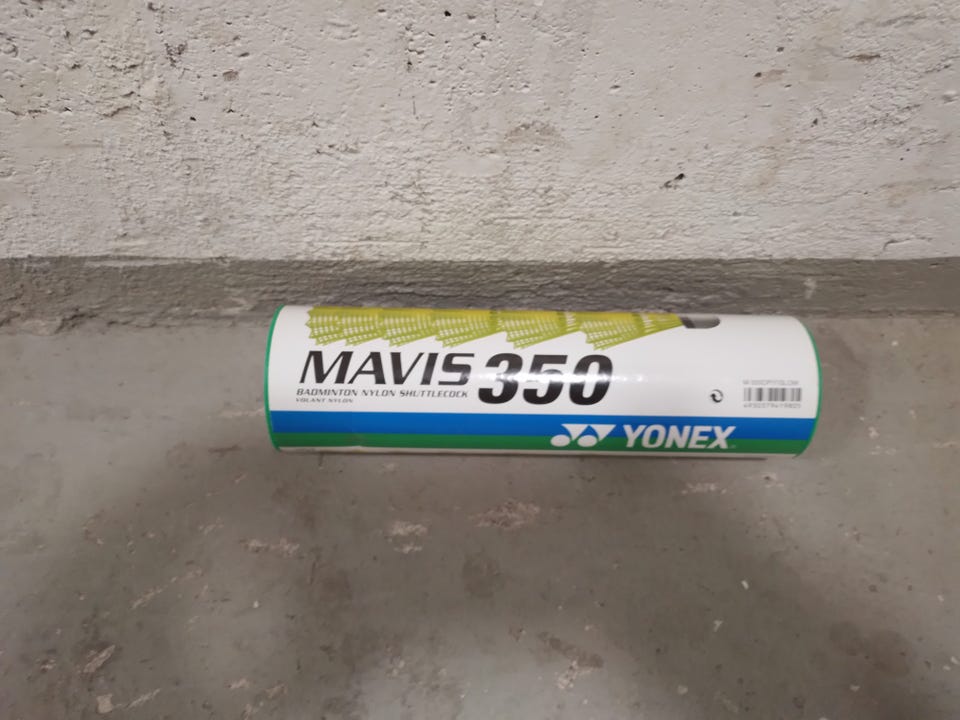 MAVIS 350
BADMINTON NYLON SHUTTLECOCK
VOLANT NYLON
YONEX